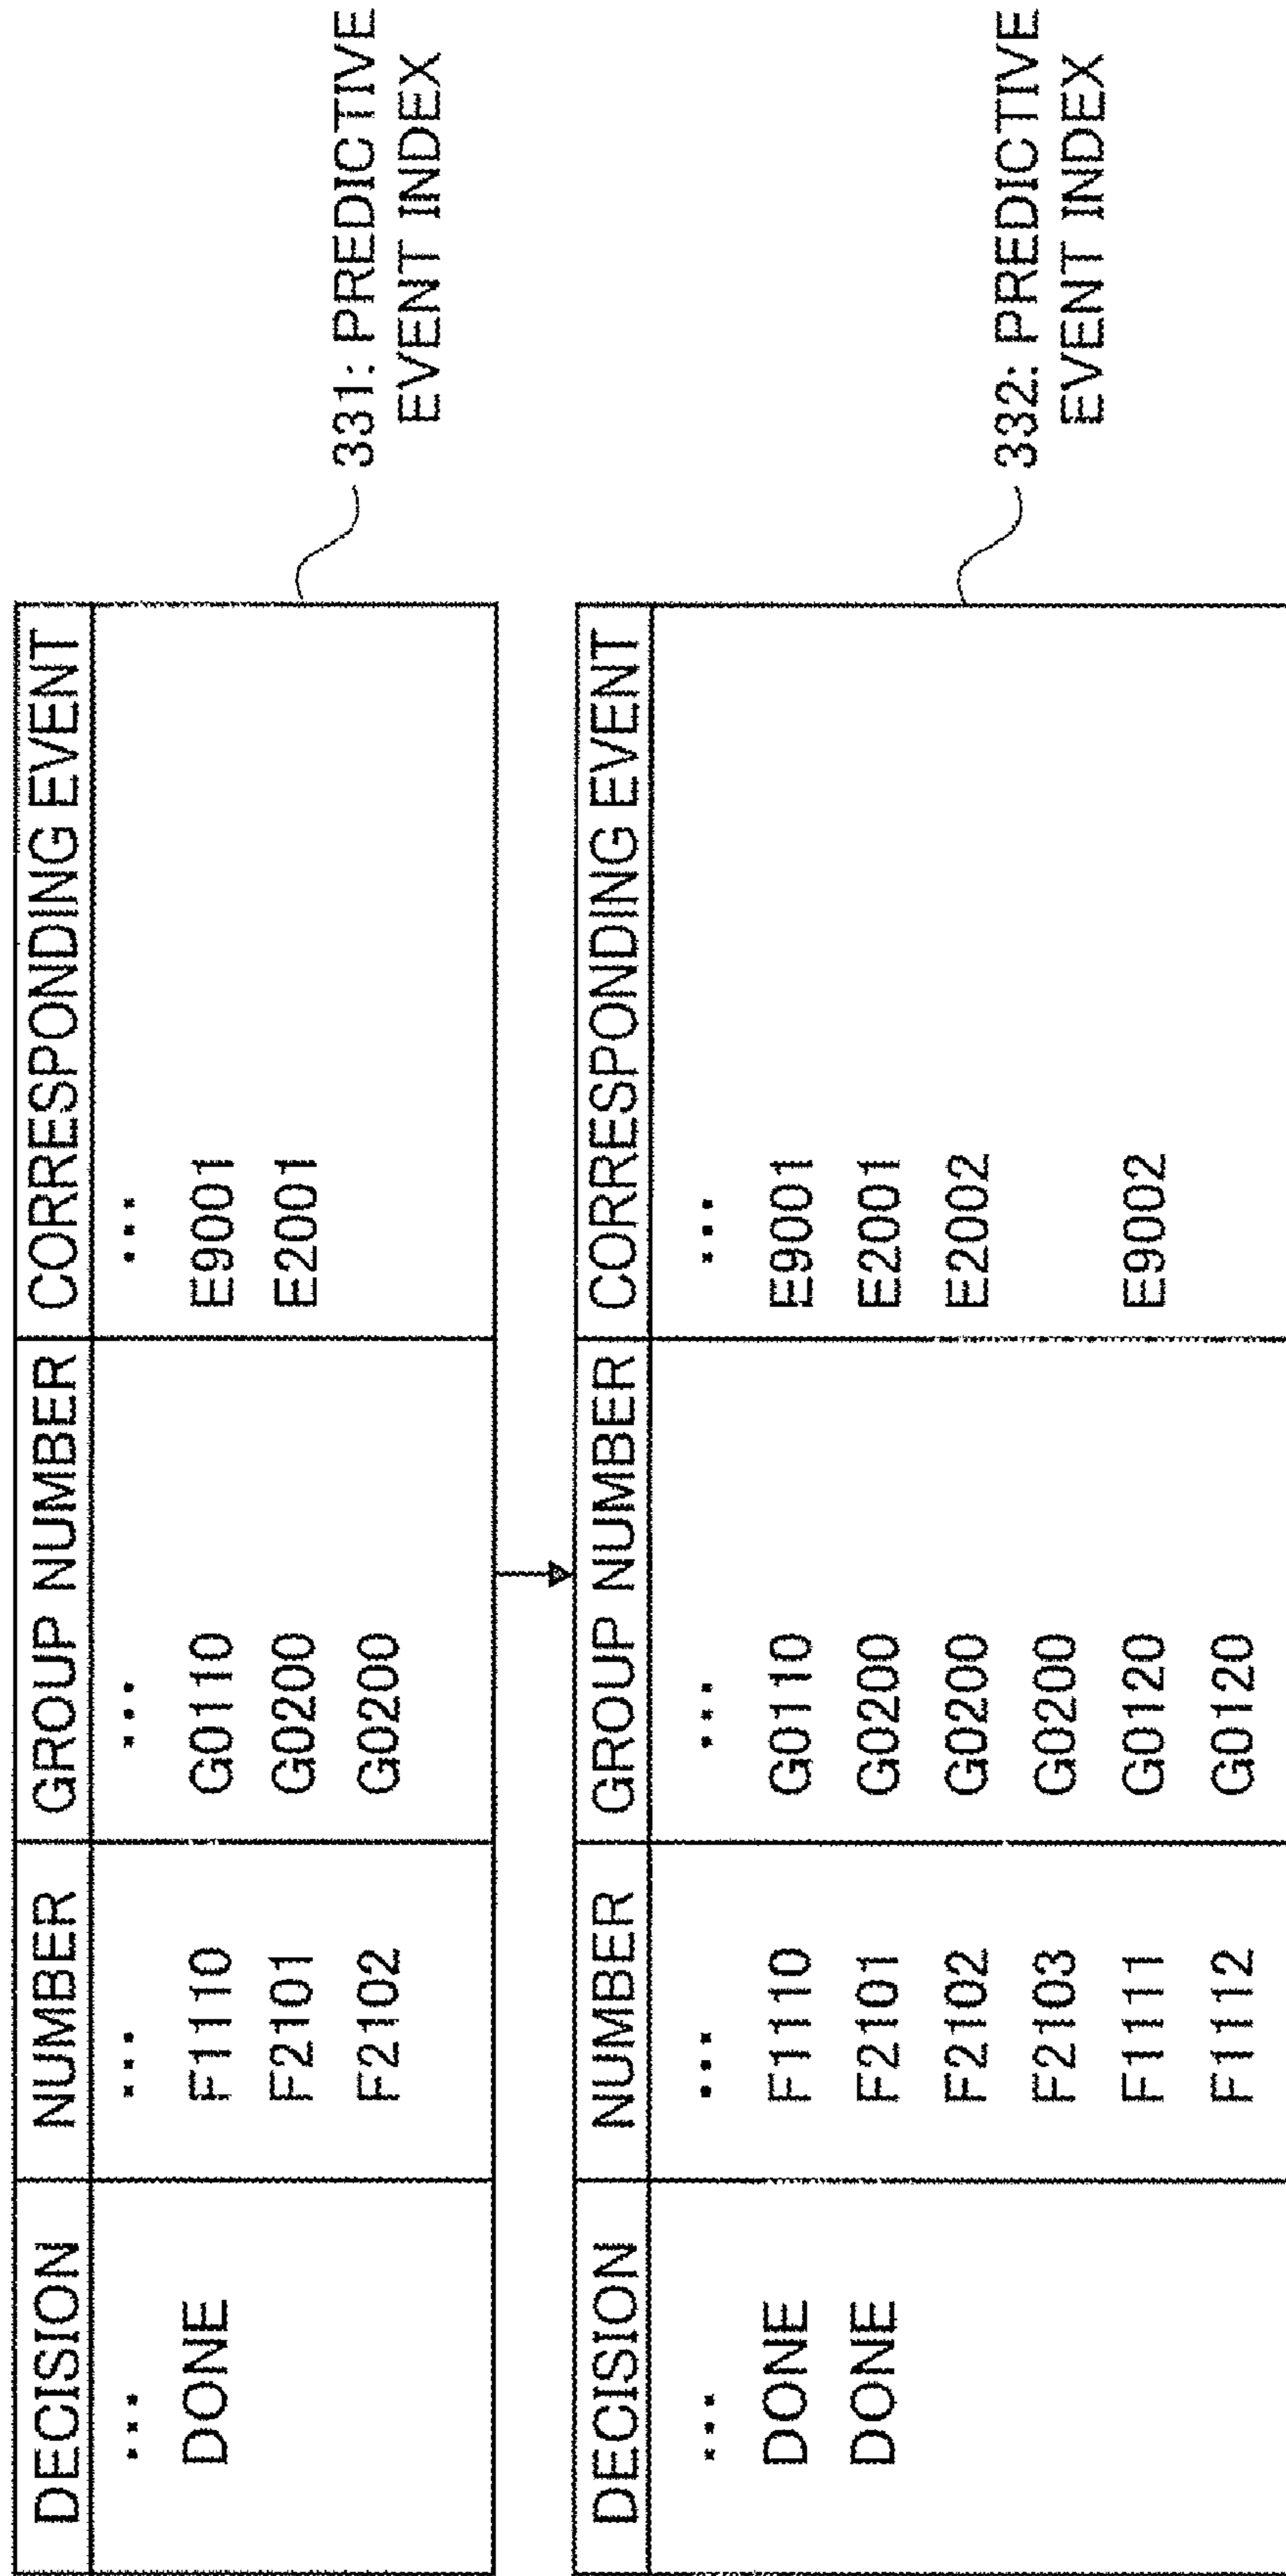 DECISION NUMBER GROUP NUMBER CORRESPONDING EVENT
... ... ... ...
DONE F1110 G0110 E9001
F2101 G0200 E2001
F2102 G0200
331: PREDICTIVE
EVENT INDEX
DECISION NUMBER GROUP NUMBER CORRESPONDING EVENT
... ... ... ...
DONE F1110 G0110 E9001
DONE F2101 G0200 E2001
F2102 G0200 E2002
F2103 G0200
F1111 G0120 E9002
F1112 G0120
332: PREDICTIVE
EVENT INDEX